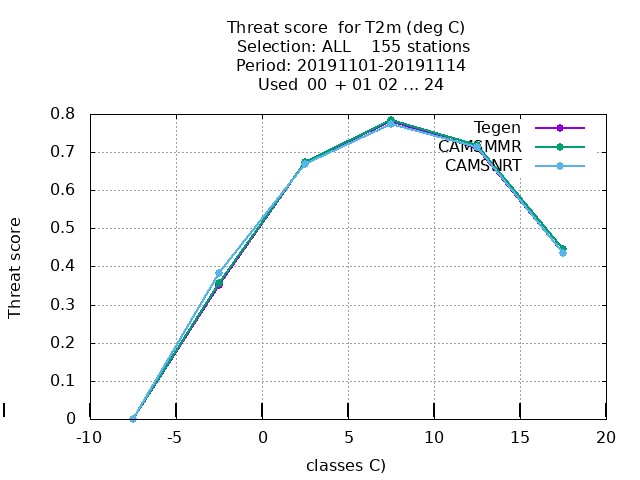 Threat score for T2m (deg C)
Selection: ALL 155 stations
Period: 20191101-20191114
Used 00 + 01 02 ... 24
Tegen
CAMSMMR
CAMSNRT
Threat score
0.8
0.7
0.6
0.5
0.4
0.3
0.2
0.1
0
-10 -5 0 5 10 15 20
classes C)